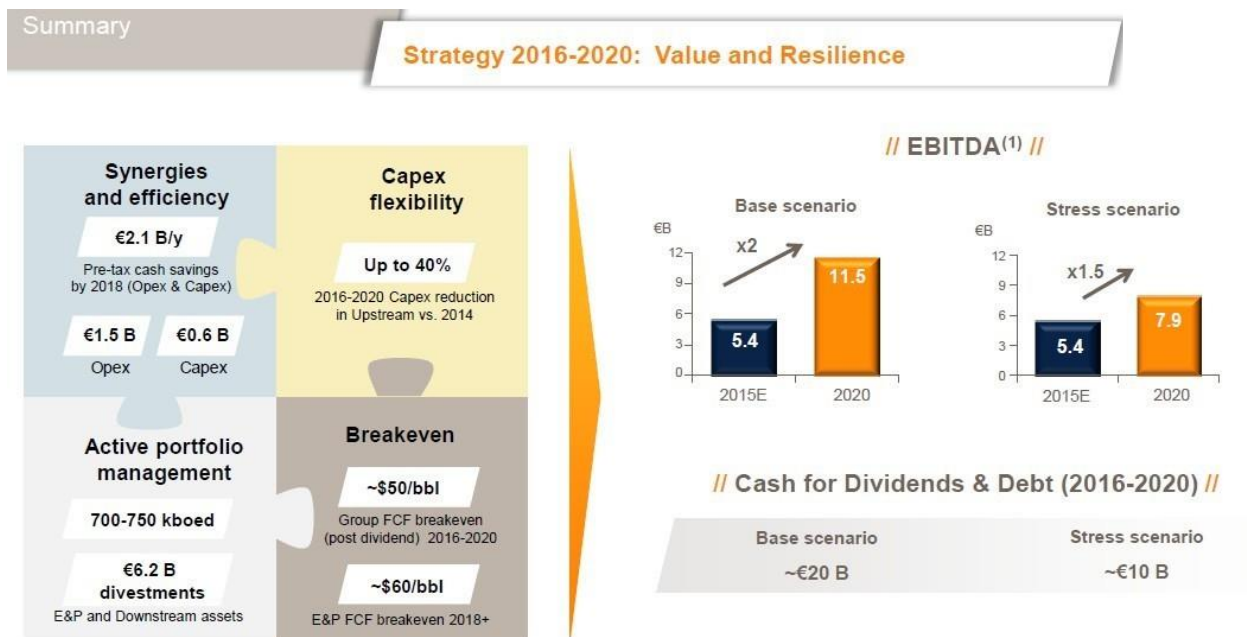 Summary
Strategy 2016-2020: Value and Resilience
Synergies
and efficiency
€2.1 B/y
Pre-tax cash savings
by 2018 (Opex & Capex)
€1.5 B
€0.6 B
Opex
Capex
Capex
flexibility
Up to 40%
2016-2020 Capex reduction
in Upstream vs. 2014
Active portfolio
management
700-750 kboed
€6.2 B
divestments
E&P and Downstream assets
Breakeven
~$50/bbl
Group FCF breakeven
(post dividend) 2016-2020
~$60/bbl
E&P FCF breakeven 2018+
// EBITDA(1) //
Base scenario
€B
12
9
6
3
0
x2
5.4
11.5
2015E
2020
Stress scenario
€B
12
9
6
3
0
x1.5
5.4
7.9
2015E
2020
// Cash for Dividends & Debt (2016-2020) //
Base scenario
~€20 B
Stress scenario
~€10 B